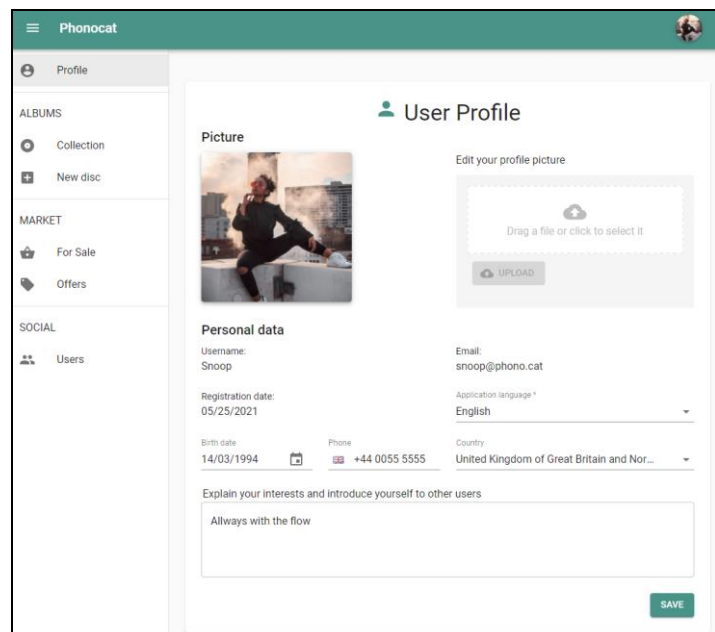 Phonocat
Profile
ALBUMS
Collection
New disc
MARKET
For Sale
Offers
SOCIAL
Users
User Profile
Picture
Edit your profile picture
Drag a file or click to select it
UPLOAD
Personal data
Username:
Snoop
Email:
snoop@phono.cat
Registration date:
05/25/2021
Application language *
English
Birth date
14/03/1994
Phone
+44 0055 5555
Country
United Kingdom of Great Britain and Nor...
Explain your interests and introduce yourself to other users
Allways with the flow
SAVE